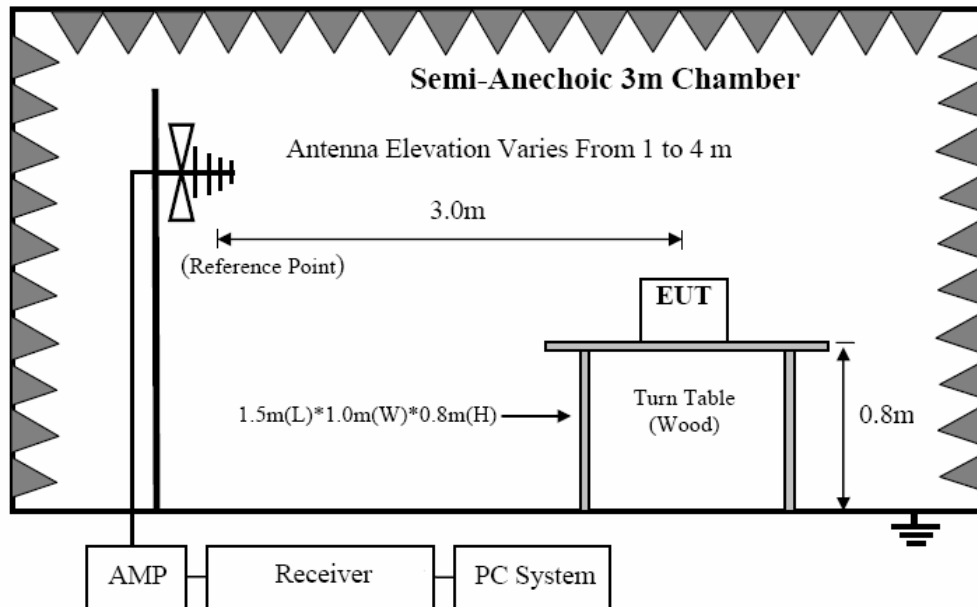 Semi-Anechoic 3m Chamber
Antenna Elevation Varies From 1 to 4 m
3.0m
(Reference Point)
EUT
1.5m(L)*1.0m(W)*0.8m(H)
Turn Table
(Wood)
0.8m
AMP
Receiver
PC System